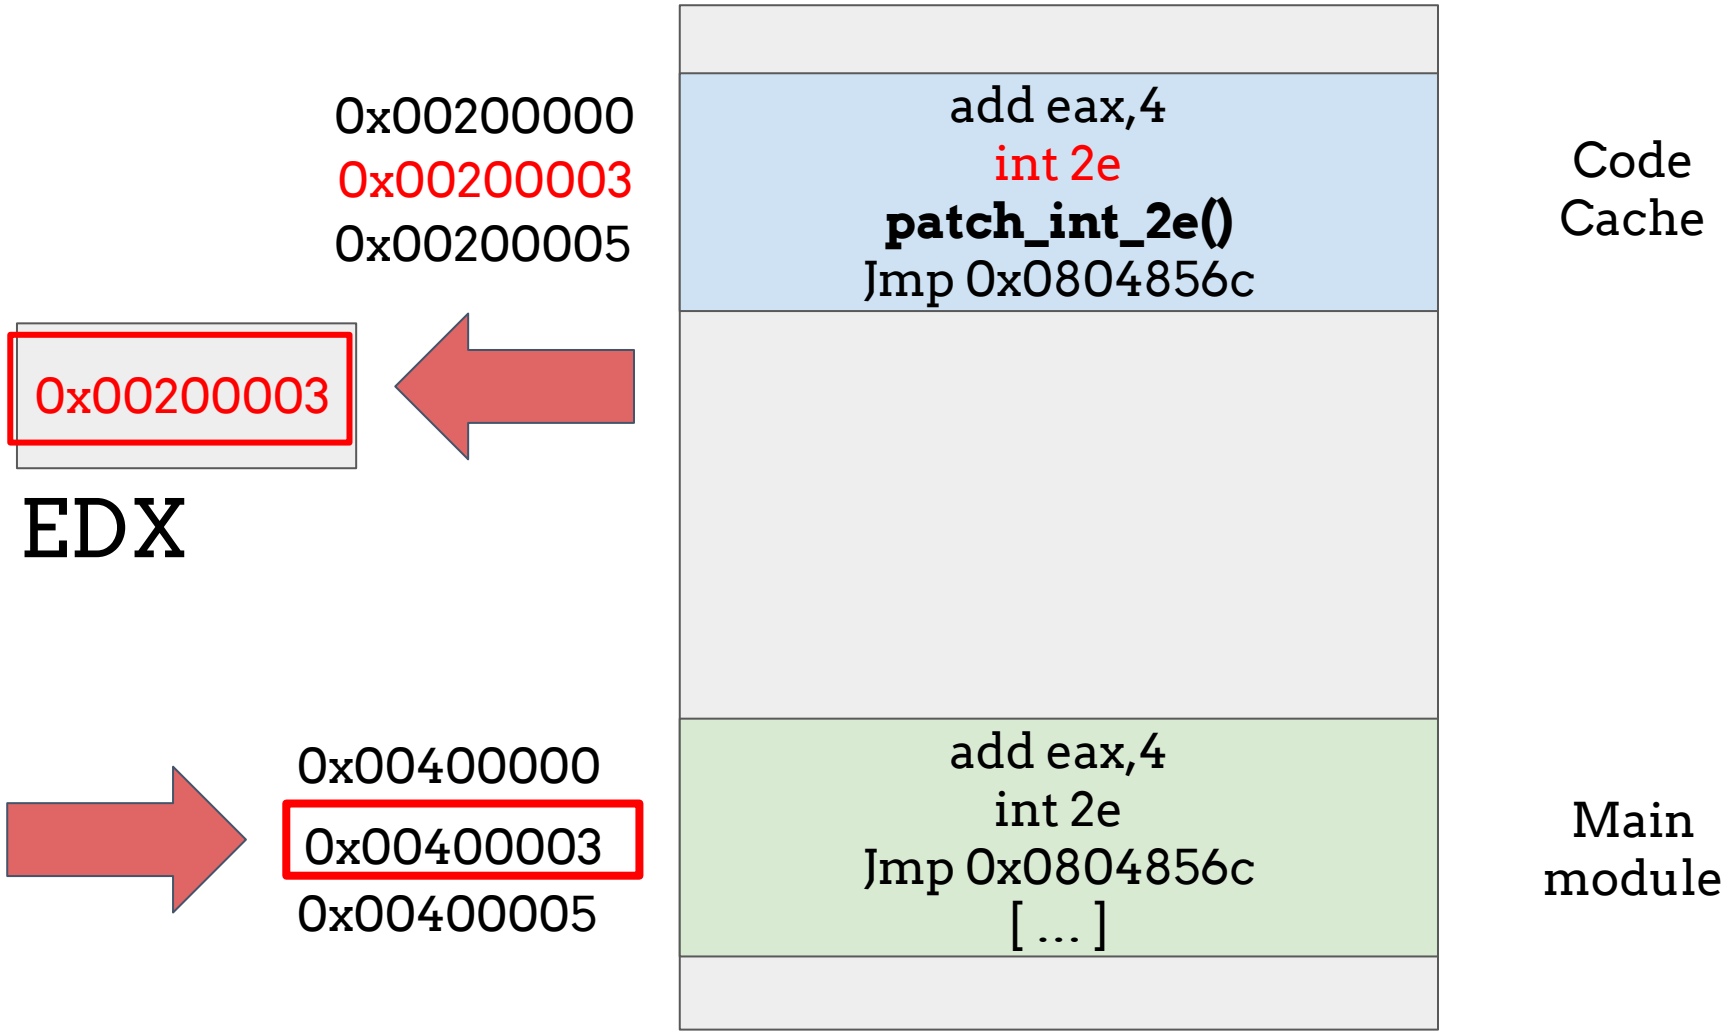 0x00200000
0x00200003
0x00200005
add eax,4
int 2e
patch_int_2e()
Jmp 0x0804856c
Code
Cache
0x00200003
EDX
0x00400000
0x00400003
0x00400005
add eax,4
int 2e
Jmp 0x0804856c
[ ... ]
Main
module